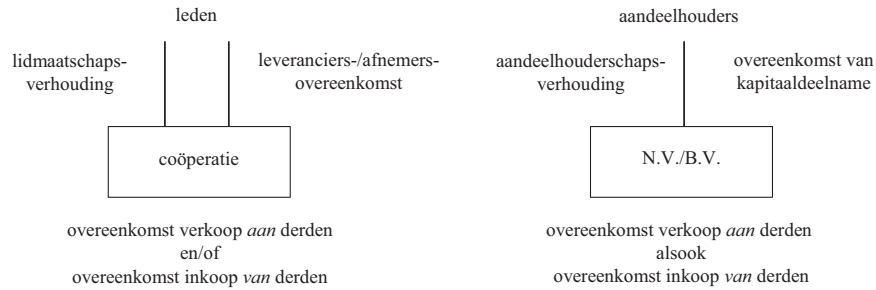 leden
lidmaatschaps-
verhouding
leveranciers-/afnemers-
overeenkomst
coöperatie
overeenkomst verkoop aan derden
en/of
overeenkomst inkoop van derden
aandeelhouders
aandeelhouderschaps-
verhouding
overeenkomst van
kapitaaldeelname
N.V./B.V.
overeenkomst verkoop aan derden
alsook
overeenkomst inkoop van derden